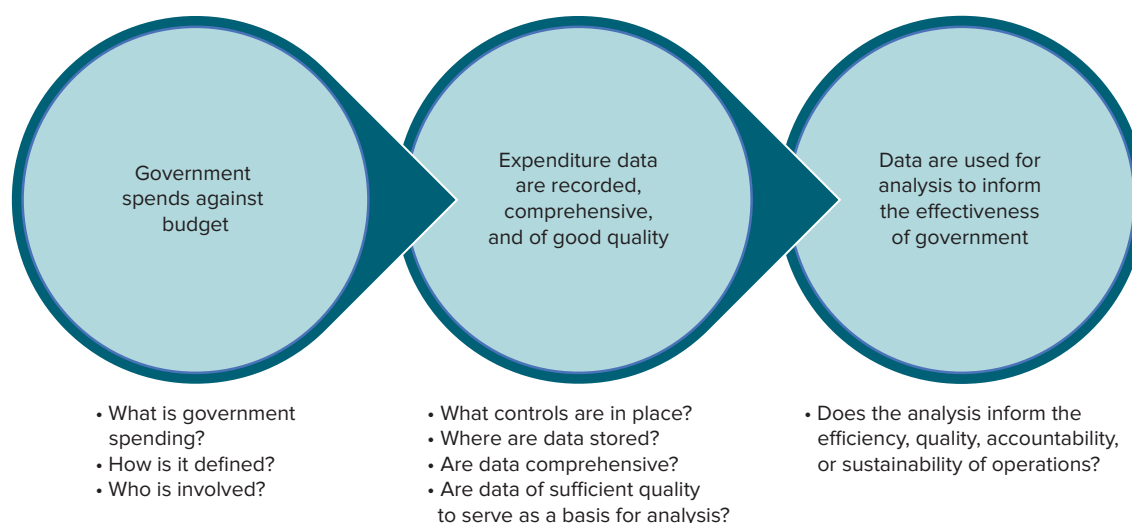 Government
spends against
budget
Expenditure data
are recorded,
comprehensive,
and of good quality
Data are used for
analysis to inform
the effectiveness
of government
• What is government
spending?
• How is it defined?
• Who is involved?
• What controls are in place?
• Where are data stored?
• Are data comprehensive?
• Are data of sufficient quality
to serve as a basis for analysis?
• Does the analysis inform the
efficiency, quality, accountability,
or sustainability of operations?